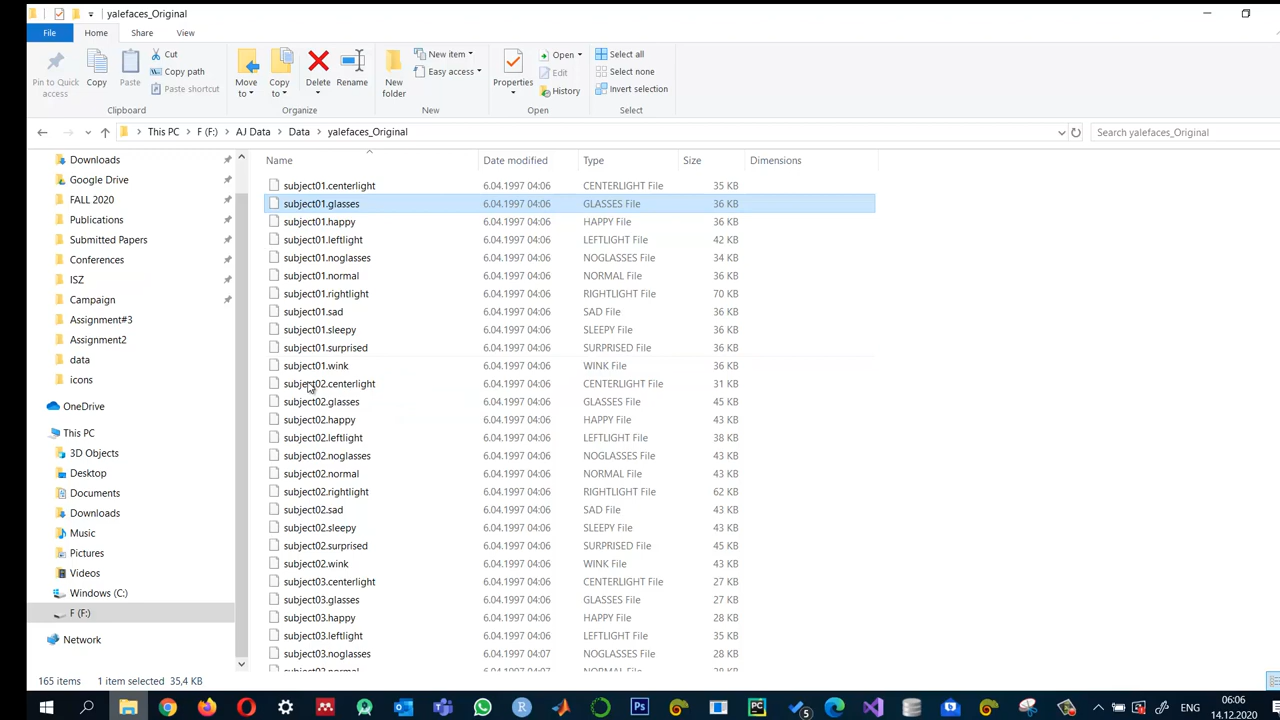 yalefaces_Original
File Home Share View
Pin to Quick access
Copy
Paste
Cut
Copy path
Paste shortcut
Clipboard
Move to
Copy to
Delete
Rename
Organize
New folder
New item
Easy access
New
Properties
Open
Edit
History
Open
Select all
Select none
Invert selection
Select
This PC > F (F:) > AJ Data > Data > yalefaces_Original
Search yalefaces_Original
Downloads
Google Drive
FALL 2020
Publications
Submitted Papers
Conferences
ISZ
Campaign
Assignment#3
Assignment2
data
icons
OneDrive
This PC
3D Objects
Desktop
Documents
Downloads
Music
Pictures
Videos
Windows (C:)
F (F:)
Network
Name Date modified Type Size Dimensions
subject01.centerlight 6.04.1997 04:06 CENTERLIGHT File 35 KB
subject01.glasses 6.04.1997 04:06 GLASSES File 36 KB
subject01.happy 6.04.1997 04:06 HAPPY File 36 KB
subject01.leftlight 6.04.1997 04:06 LEFTLIGHT File 42 KB
subject01.noglasses 6.04.1997 04:06 NOGLASSES File 34 KB
subject01.normal 6.04.1997 04:06 NORMAL File 36 KB
subject01.rightlight 6.04.1997 04:06 RIGHTLIGHT File 70 KB
subject01.sad 6.04.1997 04:06 SAD File 36 KB
subject01.sleepy 6.04.1997 04:06 SLEEPY File 36 KB
subject01.surprised 6.04.1997 04:06 SURPRISED File 36 KB
subject01.wink 6.04.1997 04:06 WINK File 36 KB
subject02.centerlight 6.04.1997 04:06 CENTERLIGHT File 31 KB
subject02.glasses 6.04.1997 04:06 GLASSES File 45 KB
subject02.happy 6.04.1997 04:06 HAPPY File 43 KB
subject02.leftlight 6.04.1997 04:06 LEFTLIGHT File 38 KB
subject02.noglasses 6.04.1997 04:06 NOGLASSES File 43 KB
subject02.normal 6.04.1997 04:06 NORMAL File 43 KB
subject02.rightlight 6.04.1997 04:06 RIGHTLIGHT File 62 KB
subject02.sad 6.04.1997 04:06 SAD File 43 KB
subject02.sleepy 6.04.1997 04:06 SLEEPY File 43 KB
subject02.surprised 6.04.1997 04:06 SURPRISED File 45 KB
subject02.wink 6.04.1997 04:06 WINK File 43 KB
subject03.centerlight 6.04.1997 04:06 CENTERLIGHT File 27 KB
subject03.glasses 6.04.1997 04:06 GLASSES File 27 KB
subject03.happy 6.04.1997 04:06 HAPPY File 28 KB
subject03.leftlight 6.04.1997 04:06 LEFTLIGHT File 35 KB
subject03.noglasses 6.04.1997 04:07 NOGLASSES File 28 KB
165 items 1 item selected 35,4 KB
ENG
06:06
14.12.2020